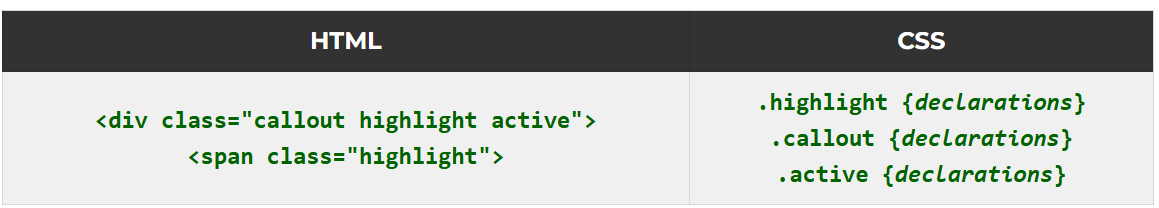 HTML
CSS
<div class="callout highlight active">
<span class="highlight">
.highlight {declarations}
.callout {declarations}
.active {declarations}